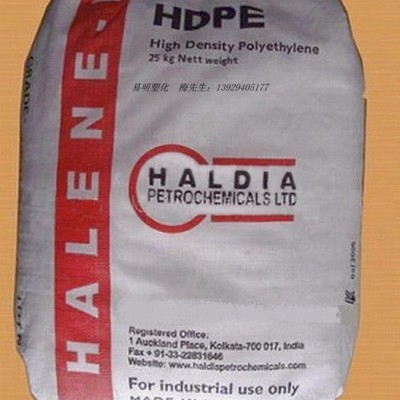 HDPE
High Density Polyethylene
25 kg Nett weight
易明塑化 梅先生：13929405177
HALENE-
GRADE
HALDIA
PETROCHEMICALS LTD
Registered Office:
1 Auckland Place, Kolkata-700 017, India
Fax + 91-33-22831646
Website: www.haldiapetrochemicals.com
For industrial use only